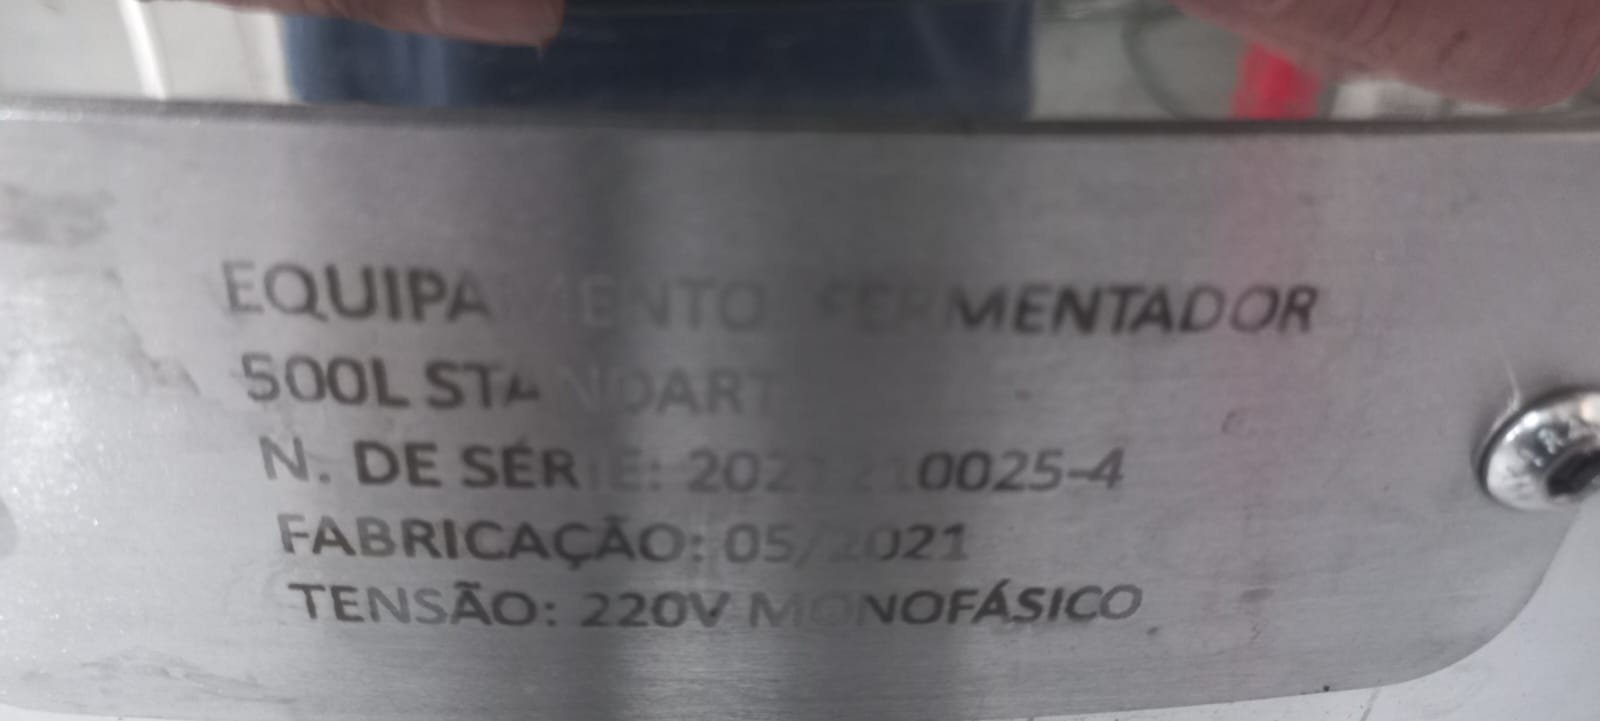 EQUIPAMENTO: FERMENTADOR
500L STANDART
N. DE SÉRIE:
FABRICAÇÃO: 05/2021
TENSÃO: 220V MONOFÁSICO